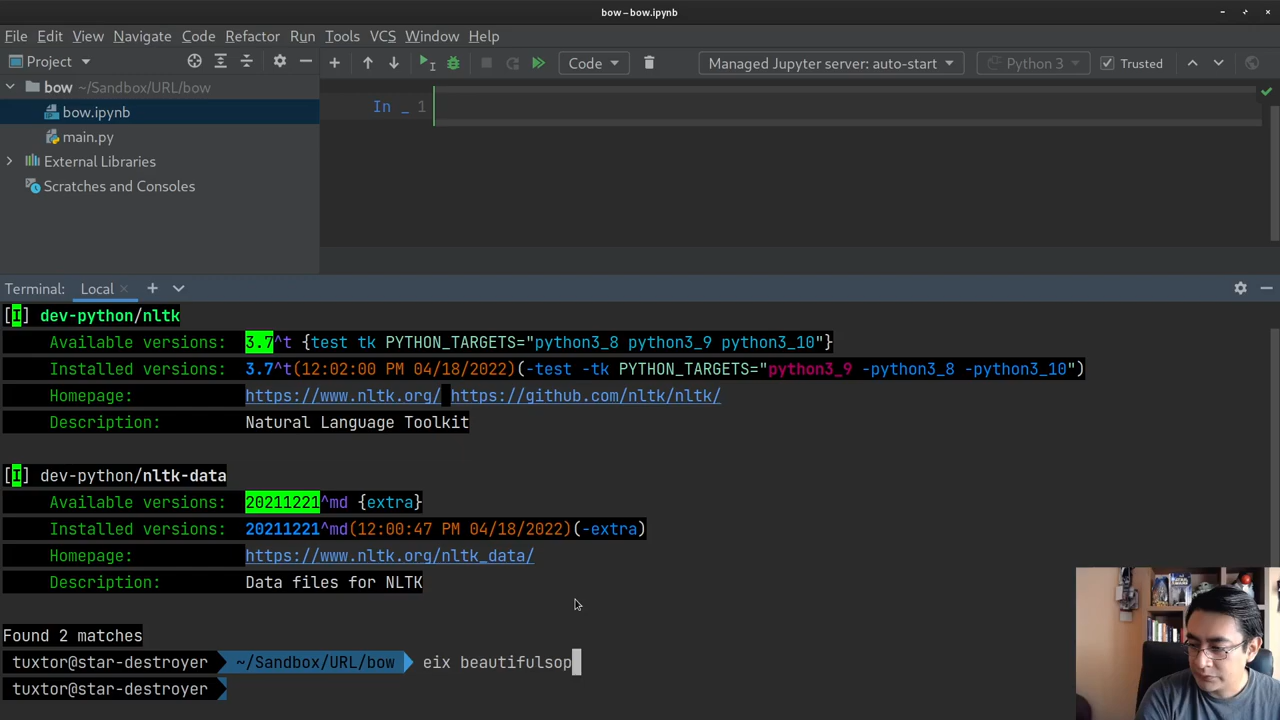 bow – bow.ipynb
File Edit View Navigate Code Refactor Run Tools VCS Window Help
Project Code Managed Jupyter server: auto-start Python 3 Trusted
bow ~/Sandbox/URL/bow
In _ 1
bow.ipynb
main.py
External Libraries
Scratches and Consoles
Terminal: Local
[I] dev-python/nltk
Available versions: 3.7^t {test tk PYTHON_TARGETS="python3_8 python3_9 python3_10"}
Installed versions: 3.7^t(12:02:00 PM 04/18/2022)(-test -tk PYTHON_TARGETS="python3_9 -python3_8 -python3_10")
Homepage: https://www.nltk.org/ https://github.com/nltk/nltk/
Description: Natural Language Toolkit
[I] dev-python/nltk-data
Available versions: 20211221^md {extra}
Installed versions: 20211221^md(12:00:47 PM 04/18/2022)(-extra)
Homepage: https://www.nltk.org/nltk_data/
Description: Data files for NLTK
Found 2 matches
tuxtor@star-destroyer ~/Sandbox/URL/bow eix beautifulsop
tuxtor@star-destroyer